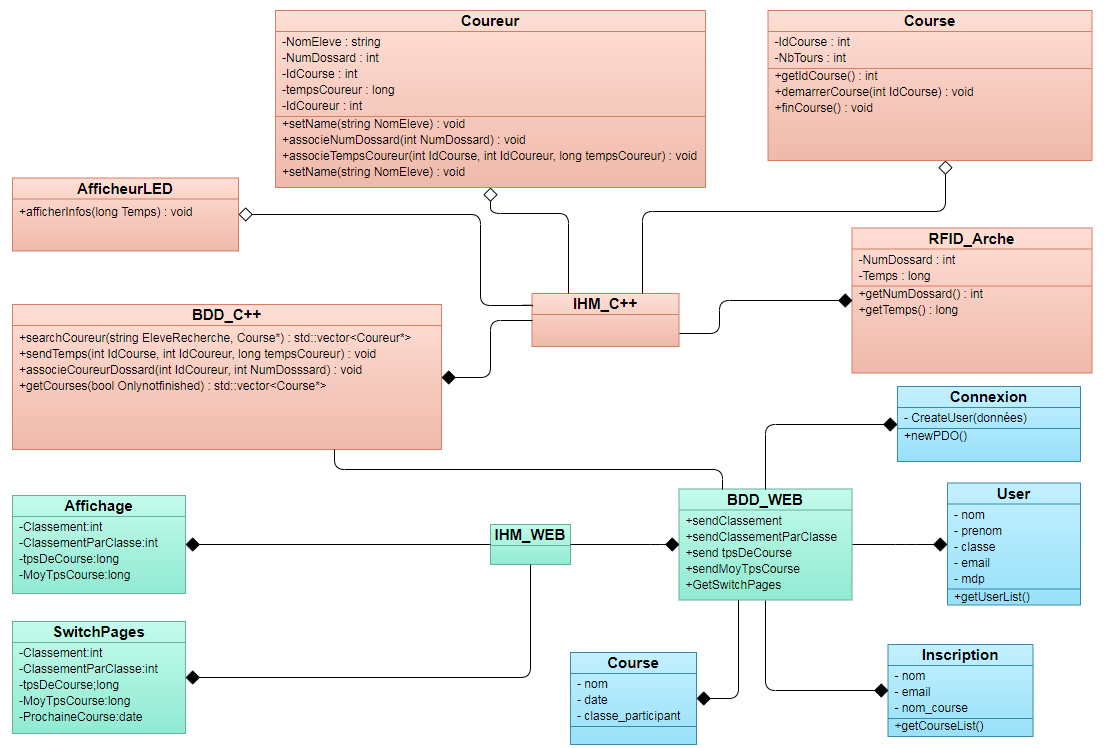 Coureur
-NomEleve : string
-NumDossard : int
-IdCourse : int
-tempsCoureur : long
-IdCoureur : int
+setName(string NomEleve) : void
+associeNumDossard(int NumDossard) : void
+associeTempsCoureur(int IdCourse, int IdCoureur, long tempsCoureur) : void
+setName(string NomEleve) : void
Course
-IdCourse : int
-NbTours : int
+getIdCourse() : int
+demarrerCourse(int IdCourse) : void
+finCourse() : void
AfficheurLED
+afficherInfos(long Temps) : void
RFID_Arche
-NumDossard : int
-Temps : long
+getNumDossard() : int
+getTemps() : long
IHM_C++
BDD_C++
+searchCoureur(string EleveRecherche, Course*) : std::vector<Coureur*>
+sendTemps(int IdCourse, int IdCoureur, long tempsCoureur) : void
+associeCoureurDossard(int IdCoureur, int NumDosssard) : void
+getCourses(bool Onlynotfinished) : std::vector<Course*>
Connexion
- CreateUser(données)
+newPDO()
Affichage
-Classement:int
-ClassementParClasse:int
-tpsDeCourse:long
-MoyTpsCourse:long
IHM_WEB
BDD_WEB
+sendClassement
+sendClassementParClasse
+send tpsDeCourse
+sendMoyTpsCourse
+GetSwitchPages
User
- nom
- prenom
- classe
- email
- mdp
+getUserList()
SwitchPages
-Classement:int
-ClassementParClasse:int
-tpsDeCourse;long
-MoyTpsCourse:long
-ProchaineCourse:date
Course
- nom
- date
- classe_participant
Inscription
- nom
- email
- nom_course
+getCourseList()